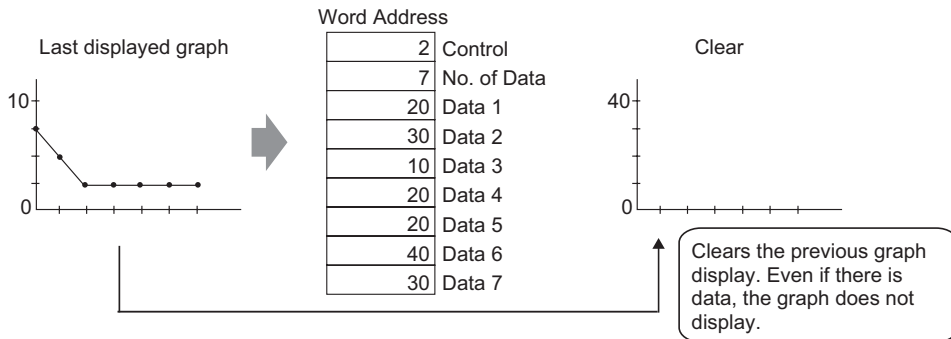 Word Address
Last displayed graph
Clear
2 Control
7 No. of Data
20 Data 1
30 Data 2
10 Data 3
20 Data 4
20 Data 5
40 Data 6
30 Data 7
10
0
40
0
Clears the previous graph
display. Even if there is
data, the graph does not
display.